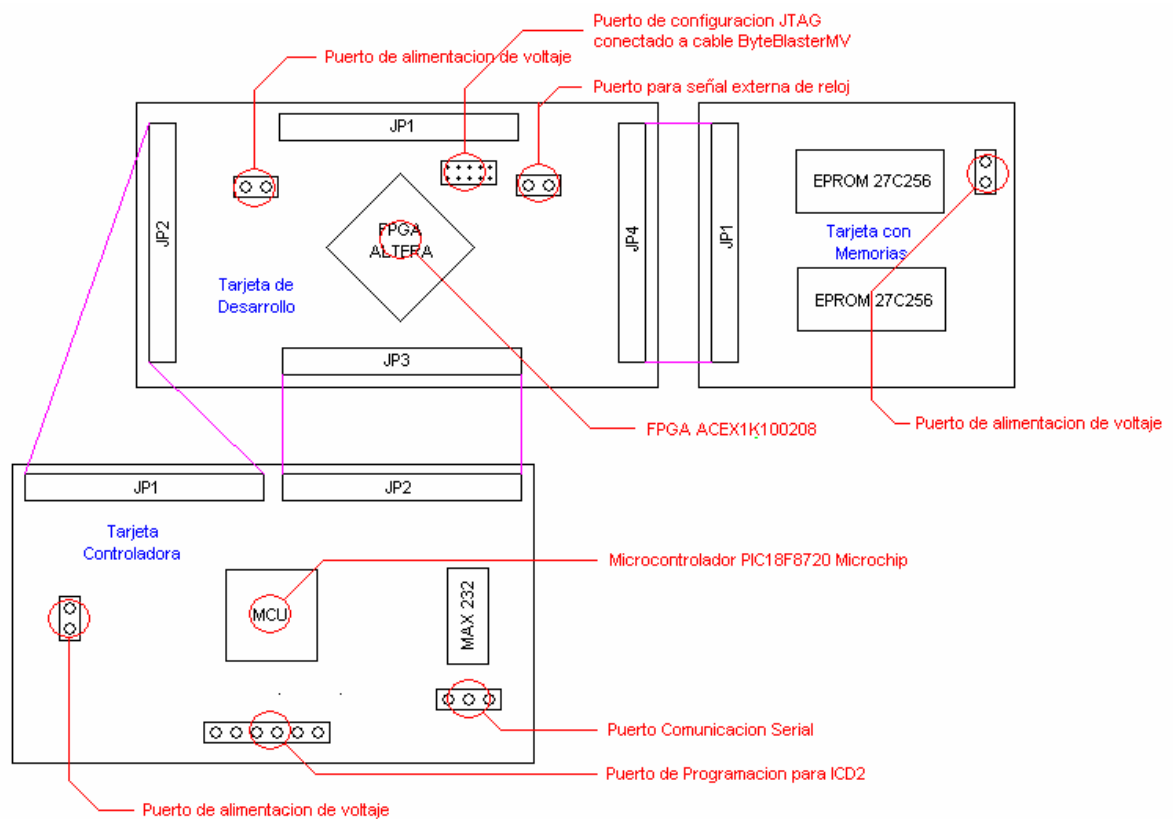 Puerto de configuracion JTAG
conectado a cable ByteBlasterMV
Puerto de alimentacion de voltaje
Puerto para señal externa de reloj
JP1
JP2
FPGA
ALTERA
Tarjeta de
Desarrollo
JP4
JP3
JP1
EPROM 27C256
Tarjeta con
Memorias
EPROM 27C256
Puerto de alimentacion de voltaje
FPGA ACEX1K100208
JP1
JP2
Tarjeta
Controladora
Microcontrolador PIC18F8720 Microchip
MCU
MAX 232
Puerto Comunicacion Serial
Puerto de Programacion para ICD2
Puerto de alimentacion de voltaje